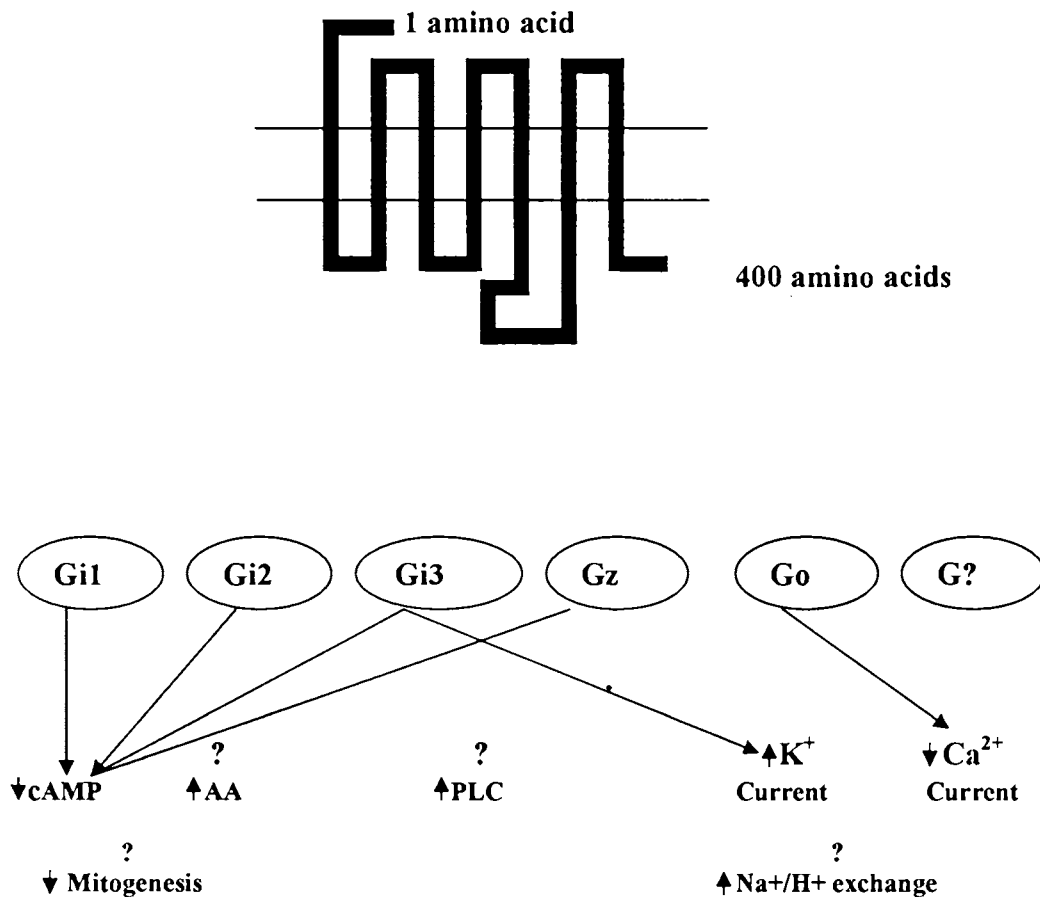 1 amino acid
400 amino acids
Gi1 Gi2 Gi3 Gz Go G?
? ? ↑K⁺ ↓Ca²⁺
↓cAMP ↑AA ↑PLC Current Current
? ?
↓ Mitogenesis ↑Na+/H+ exchange